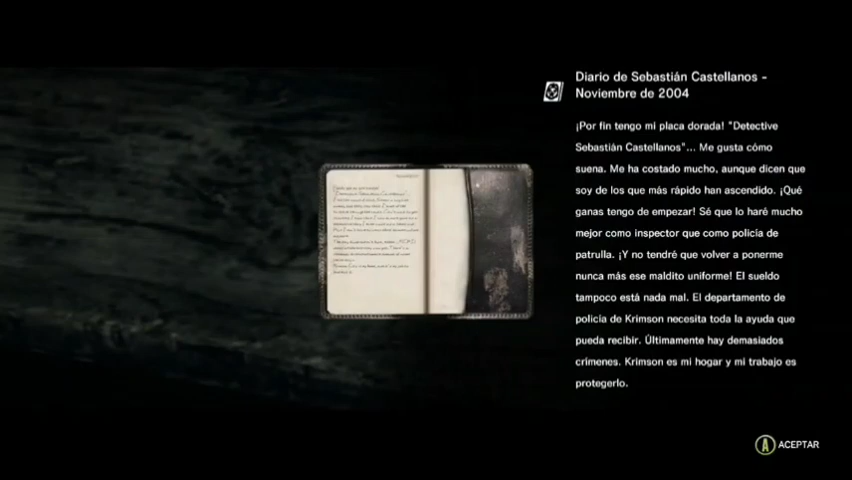 Diario de Sebastián Castellanos -
Noviembre de 2004
¡Por fin tengo mi placa dorada! "Detective
Sebastián Castellanos"... Me gusta cómo
suena. Me ha costado mucho, aunque dicen que
soy de los que más rápido han ascendido. ¡Qué
ganas tengo de empezar! Sé que lo haré mucho
mejor como inspector que como policía de
patrulla. ¡Y no tendré que volver a ponerme
nunca más ese maldito uniforme! El sueldo
tampoco está nada mal. El departamento de
policía de Krimson necesita toda la ayuda que
pueda recibir. Últimamente hay demasiados
crímenes. Krimson es mi hogar y mi trabajo es
protegerlo.
A ACEPTAR